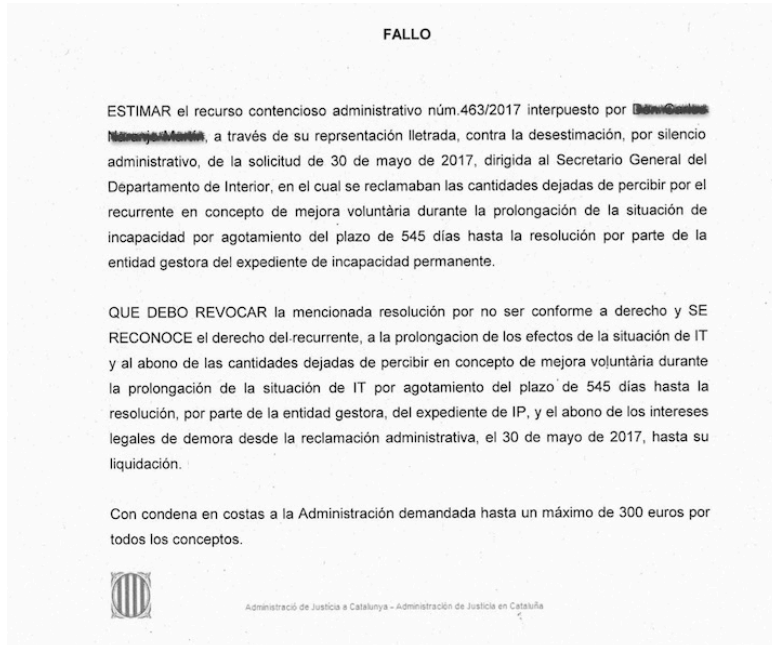 FALLO
ESTIMAR el recurso contencioso administrativo núm.463/2017 interpuesto por
, a través de su reprsentación lletrada, contra la desestimación, por silencio
administrativo, de la solicitud de 30 de mayo de 2017, dirigida al Secretario General del
Departamento de Interior, en el cual se reclamaban las cantidades dejadas de percibir por el
recurrente en concepto de mejora voluntària durante la prolongación de la situación de
incapacidad por agotamiento del plazo de 545 días hasta la resolución por parte de la
entidad gestora del expediente de incapacidad permanente.
QUE DEBO REVOCAR la mencionada resolución por no ser conforme a derecho y SE
RECONOCE el derecho del recurrente, a la prolongacion de los efectos de la situación de IT
y al abono de las cantidades dejadas de percibir en concepto de mejora voluntària durante
la prolongación de la situación de IT por agotamiento del plazo de 545 días hasta la
resolución, por parte de la entidad gestora, del expediente de IP, y el abono de los intereses
legales de demora desde la reclamación administrativa, el 30 de mayo de 2017, hasta su
liquidación.
Con condena en costas a la Administración demandada hasta un máximo de 300 euros por
todos los conceptos.
Administració de Justícia a Catalunya - Administración de Justicia en Cataluña